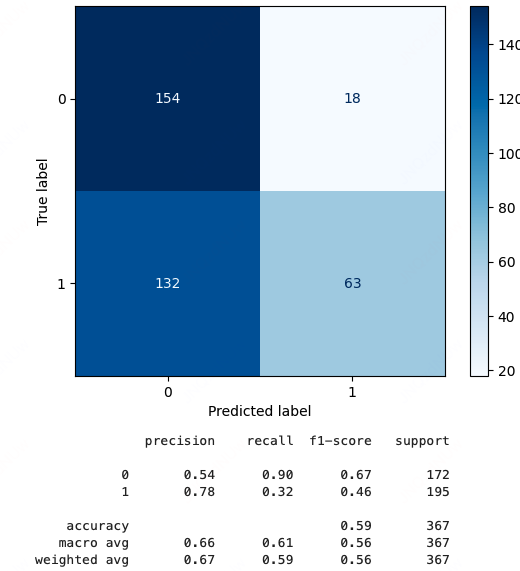 140
120
0
154
18
100
True label
80
1
132
63
60
40
20
0
1
Predicted label
precision recall f1-score support
0 0.54 0.90 0.67 172
1 0.78 0.32 0.46 195
accuracy 0.59 367
macro avg 0.66 0.61 0.56 367
weighted avg 0.67 0.59 0.56 367